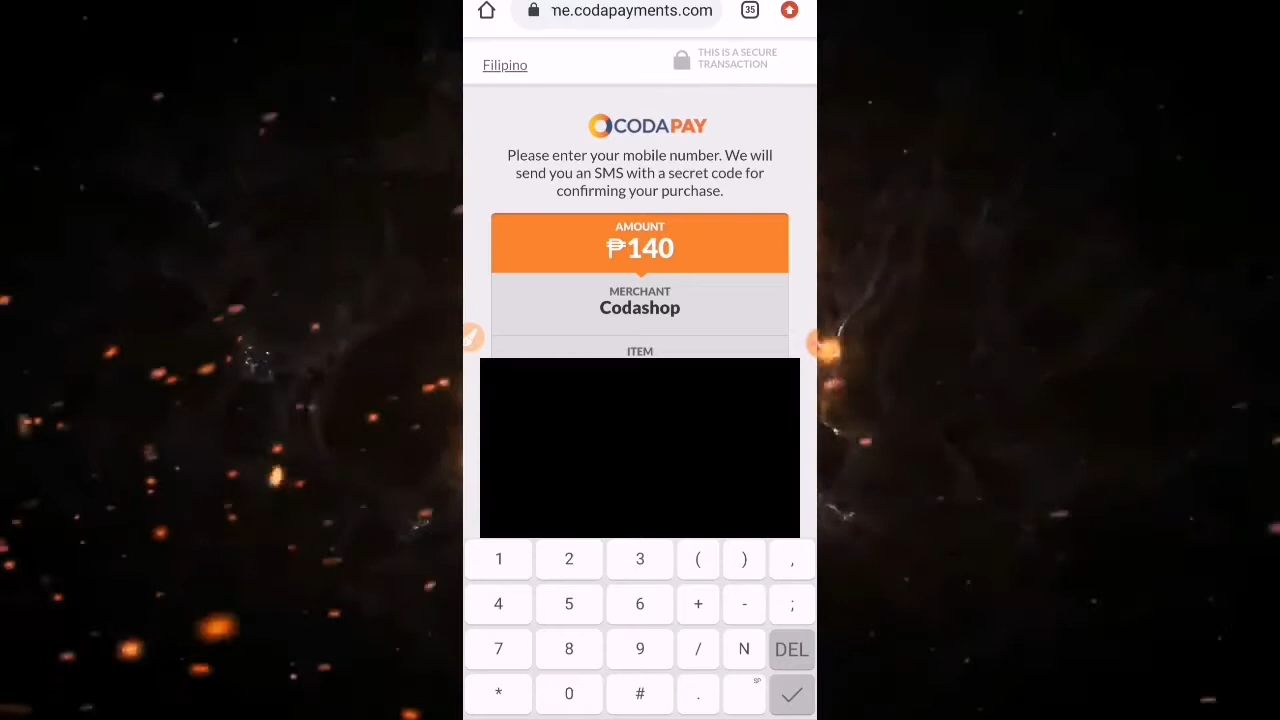 ne.codapayments.com
35
Filipino
THIS IS A SECURE
TRANSACTION
CODAPAY
Please enter your mobile number. We will
send you an SMS with a secret code for
confirming your purchase.
AMOUNT
₱140
MERCHANT
Codashop
ITEM
1 2 3 ( ) ,
4 5 6 + - ;
7 8 9 / N DEL
* 0 # . SP